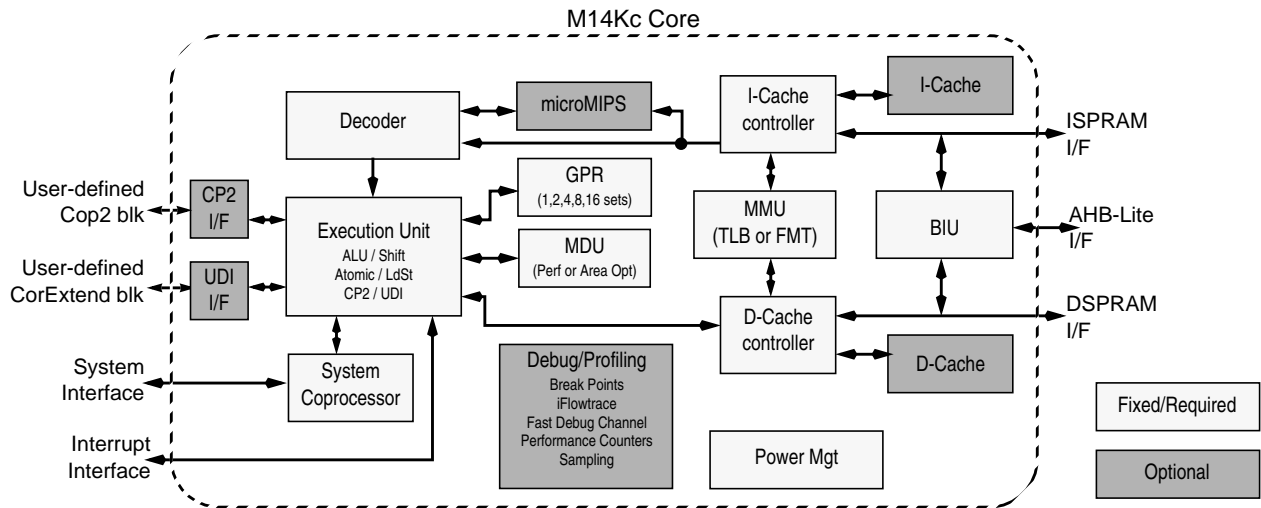 M14Kc Core
Decoder
microMIPS
I-Cache
controller
I-Cache
ISPRAM
I/F
User-defined
Cop2 blk
CP2
I/F
Execution Unit
ALU / Shift
Atomic / LdSt
CP2 / UDI
GPR
(1,2,4,8,16 sets)
MMU
(TLB or FMT)
BIU
AHB-Lite
I/F
User-defined
CorExtend blk
UDI
I/F
MDU
(Perf or Area Opt)
D-Cache
controller
DSPRAM
I/F
System
Interface
System
Coprocessor
Debug/Profiling
Break Points
iFlowtrace
Fast Debug Channel
Performance Counters
Sampling
D-Cache
Interrupt
Interface
Power Mgt
Fixed/Required
Optional